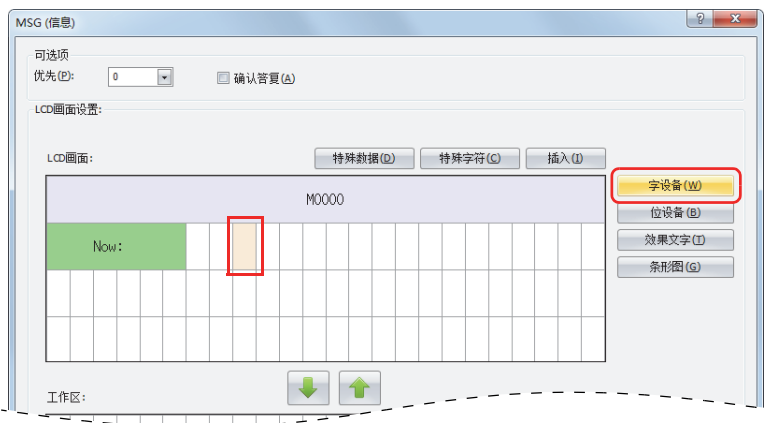 MSG (信息)
可选项
优先(P): 0 确认答复(A)
LCD画面设置:
LCD画面: 特殊数据(D) 特殊字符(C) 插入(I)
字设备(W)
M0000
位设备(B)
Now:
效果文字(T)
条形图(G)
工作区: